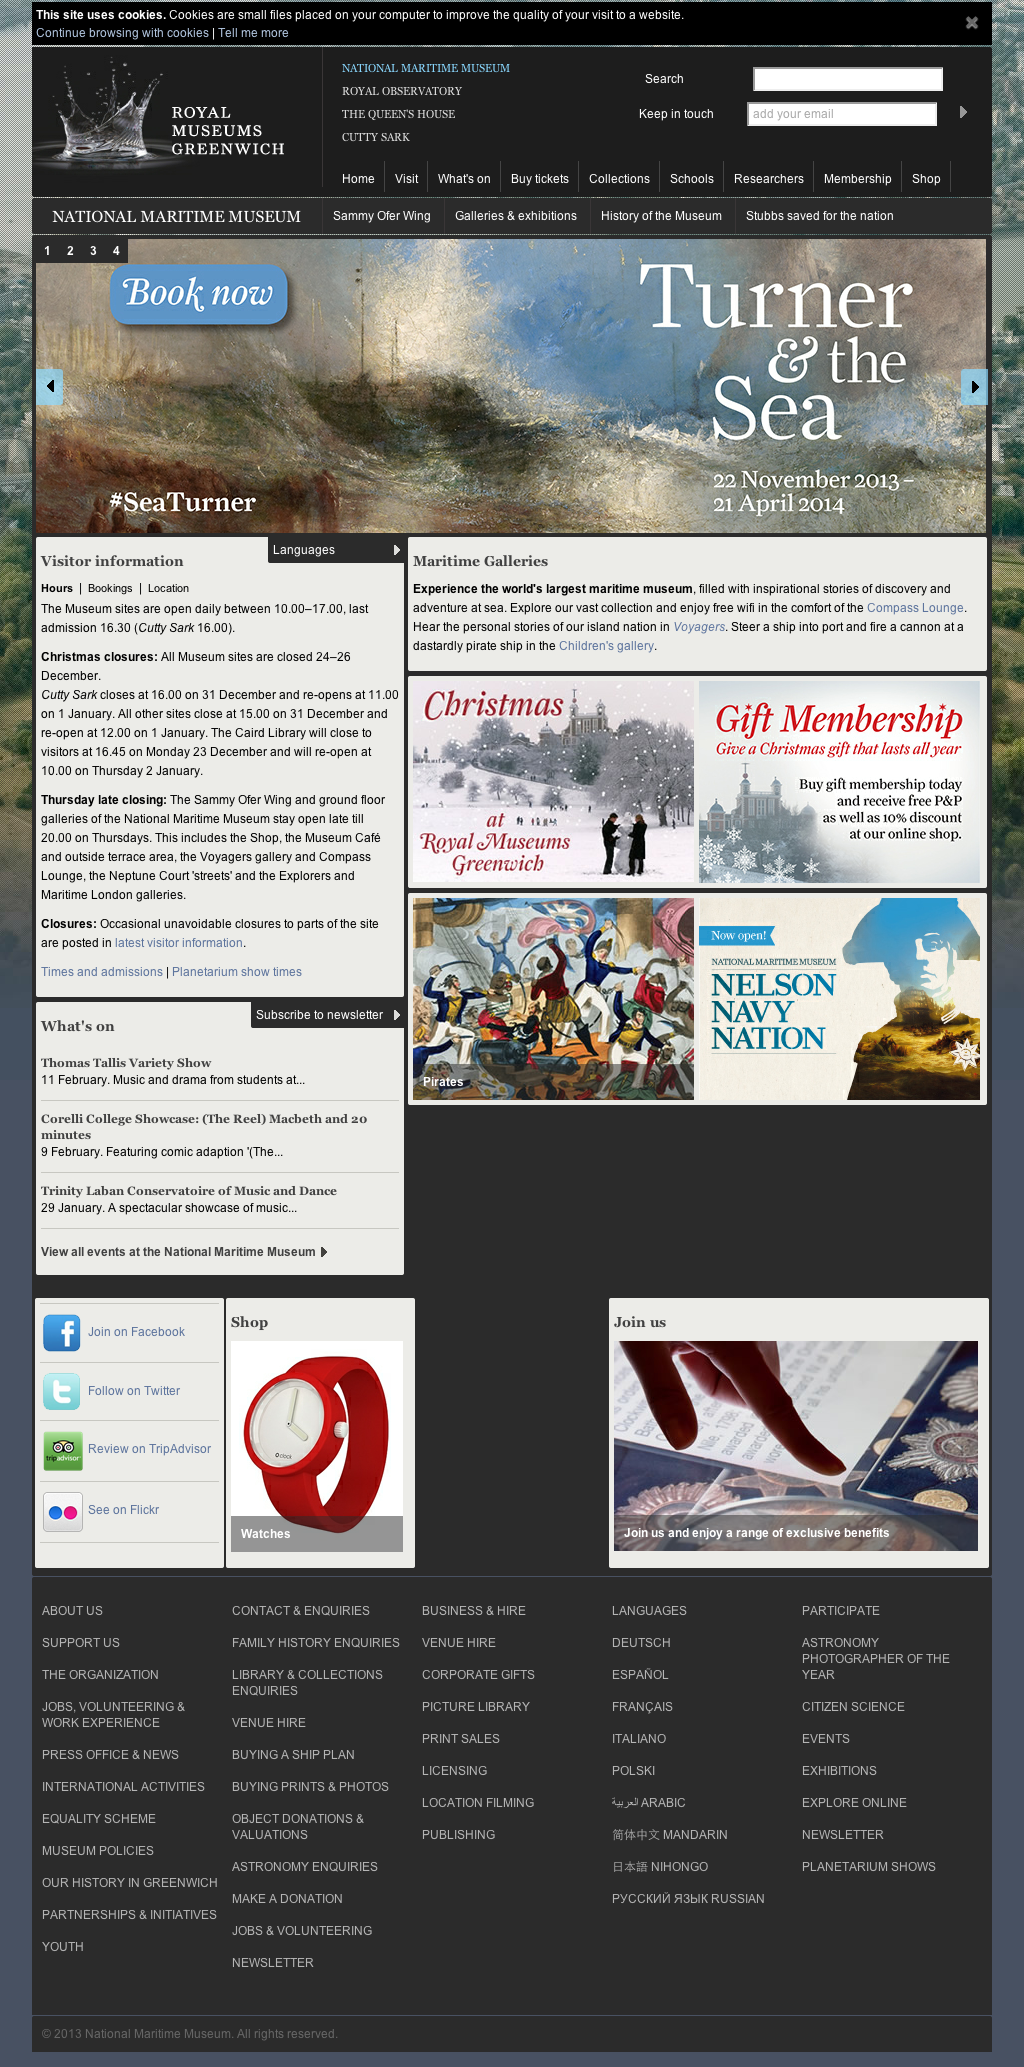 This site uses cookies. Cookies are small files placed on your computer to improve the quality of your visit to a website.
Continue browsing with cookies | Tell me more
ROYAL
MUSEUMS
GREENWICH
NATIONAL MARITIME MUSEUM
ROYAL OBSERVATORY
THE QUEEN'S HOUSE
CUTTY SARK
Search
Keep in touch
add your email
Home
Visit
What's on
Buy tickets
Collections
Schools
Researchers
Membership
Shop
NATIONAL MARITIME MUSEUM
Sammy Ofer Wing
Galleries & exhibitions
History of the Museum
Stubbs saved for the nation
1 2 3 4
Book now
Turner
& the
Sea
22 November 2013 –
21 April 2014
#SeaTurner
Visitor information
Languages
Hours | Bookings | Location
The Museum sites are open daily between 10.00–17.00, last
admission 16.30 (Cutty Sark 16.00).
Christmas closures: All Museum sites are closed 24–26
December.
Cutty Sark closes at 16.00 on 31 December and re-opens at 11.00
on 1 January. All other sites close at 15.00 on 31 December and
re-open at 12.00 on 1 January. The Caird Library will close to
visitors at 16.45 on Monday 23 December and will re-open at
10.00 on Thursday 2 January.
Thursday late closing: The Sammy Ofer Wing and ground floor
galleries of the National Maritime Museum stay open late till
20.00 on Thursdays. This includes the Shop, the Museum Café
and outside terrace area, the Voyagers gallery and Compass
Lounge, the Neptune Court 'streets' and the Explorers and
Maritime London galleries.
Closures: Occasional unavoidable closures to parts of the site
are posted in latest visitor information.
Times and admissions | Planetarium show times
Maritime Galleries
Experience the world's largest maritime museum, filled with inspirational stories of discovery and
adventure at sea. Explore our vast collection and enjoy free wifi in the comfort of the Compass Lounge.
Hear the personal stories of our island nation in Voyagers. Steer a ship into port and fire a cannon at a
dastardly pirate ship in the Children's gallery.
Christmas
at
Royal Museums
Greenwich
Gift Membership
Give a Christmas gift that lasts all year
Buy gift membership today
and receive free P&P
as well as 10% discount
at our online shop.
Pirates
Now open!
NATIONAL MARITIME MUSEUM
NELSON
NAVY
NATION
What's on
Subscribe to newsletter
Thomas Tallis Variety Show
11 February. Music and drama from students at...
Corelli College Showcase: (The Reel) Macbeth and 20
minutes
9 February. Featuring comic adaption '(The...
Trinity Laban Conservatoire of Music and Dance
29 January. A spectacular showcase of music...
View all events at the National Maritime Museum
Join on Facebook
Follow on Twitter
tripadvisor
Review on TripAdvisor
See on Flickr
Shop
o clock
Watches
Join us
Join us and enjoy a range of exclusive benefits
ABOUT US
SUPPORT US
THE ORGANIZATION
JOBS, VOLUNTEERING &
WORK EXPERIENCE
PRESS OFFICE & NEWS
INTERNATIONAL ACTIVITIES
EQUALITY SCHEME
MUSEUM POLICIES
OUR HISTORY IN GREENWICH
PARTNERSHIPS & INITIATIVES
YOUTH
CONTACT & ENQUIRIES
FAMILY HISTORY ENQUIRIES
LIBRARY & COLLECTIONS
ENQUIRIES
VENUE HIRE
BUYING A SHIP PLAN
BUYING PRINTS & PHOTOS
OBJECT DONATIONS &
VALUATIONS
ASTRONOMY ENQUIRIES
MAKE A DONATION
JOBS & VOLUNTEERING
NEWSLETTER
BUSINESS & HIRE
VENUE HIRE
CORPORATE GIFTS
PICTURE LIBRARY
PRINT SALES
LICENSING
LOCATION FILMING
PUBLISHING
LANGUAGES
DEUTSCH
ESPAÑOL
FRANÇAIS
ITALIANO
POLSKI
العربية ARABIC
简体中文 MANDARIN
日本語 NIHONGO
РУССКИЙ ЯЗЫК RUSSIAN
PARTICIPATE
ASTRONOMY
PHOTOGRAPHER OF THE
YEAR
CITIZEN SCIENCE
EVENTS
EXHIBITIONS
EXPLORE ONLINE
NEWSLETTER
PLANETARIUM SHOWS
© 2013 National Maritime Museum. All rights reserved.